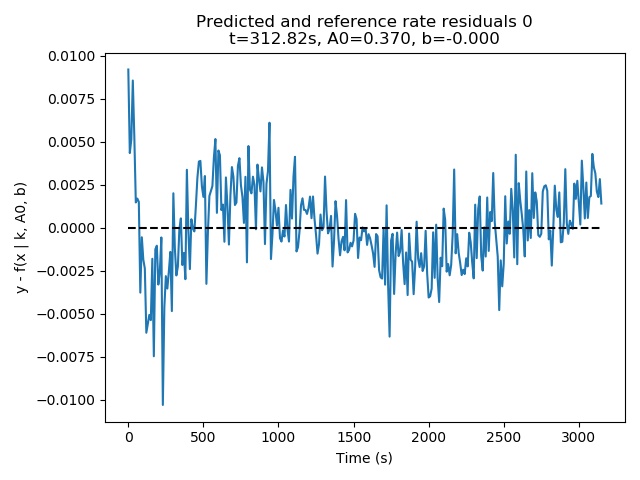 Predicted and reference rate residuals 0
t=312.82s, A0=0.370, b=-0.000
0.0100
0.0075
0.0050
0.0025
0.0000
−0.0025
−0.0050
−0.0075
−0.0100
y - f(x | k, A0, b)
0 500 1000 1500 2000 2500 3000
Time (s)